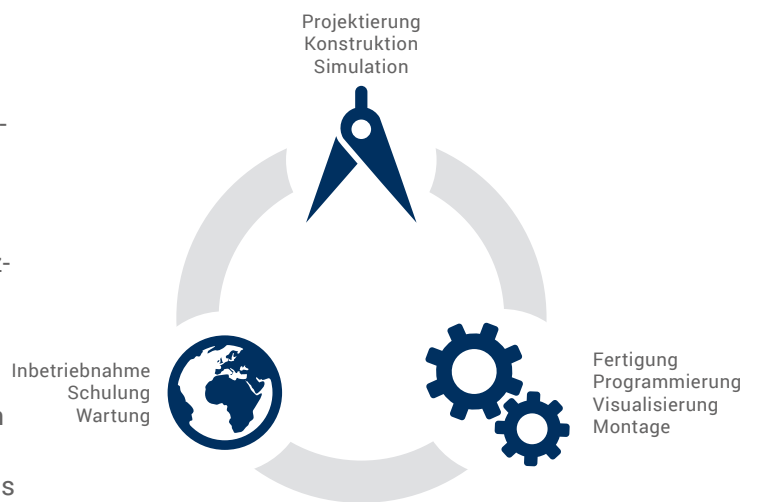 Projektierung
Konstruktion
Simulation
Inbetriebnahme
Schulung
Wartung
Fertigung
Programmierung
Visualisierung
Montage